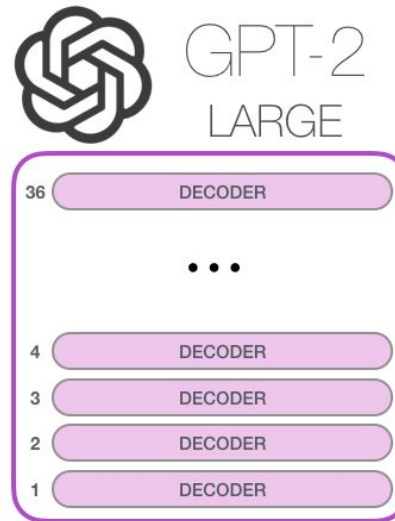 GPT-2
LARGE
36 DECODER
...
4 DECODER
3 DECODER
2 DECODER
1 DECODER